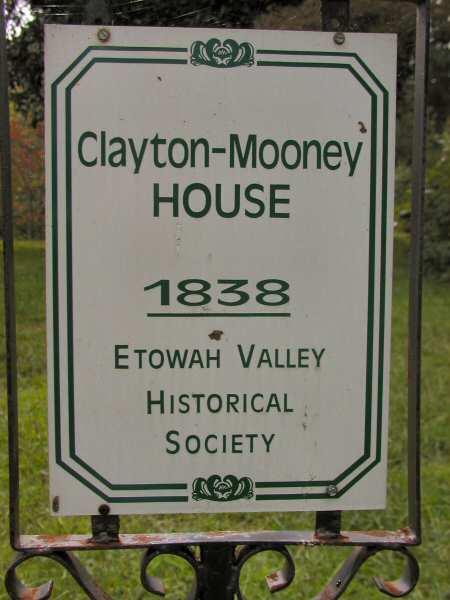 Clayton-Mooney
HOUSE
1838
ETOWAH VALLEY
HISTORICAL
SOCIETY